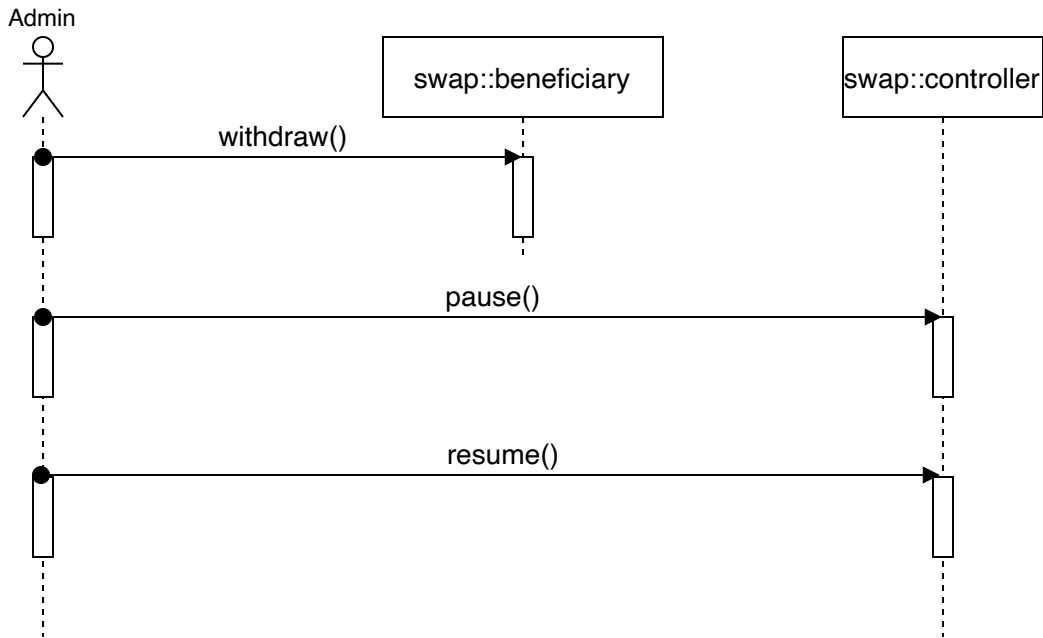 Admin
swap::beneficiary
swap::controller
withdraw()
pause()
resume()